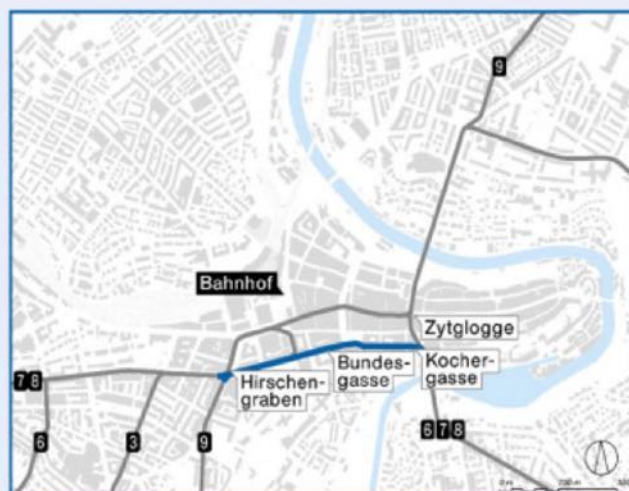 9
Bahnhof
Zytglogge
Bundes-
gasse
Kocher-
gasse
Hirschen-
graben
7 8
6
3
9
6 7 8